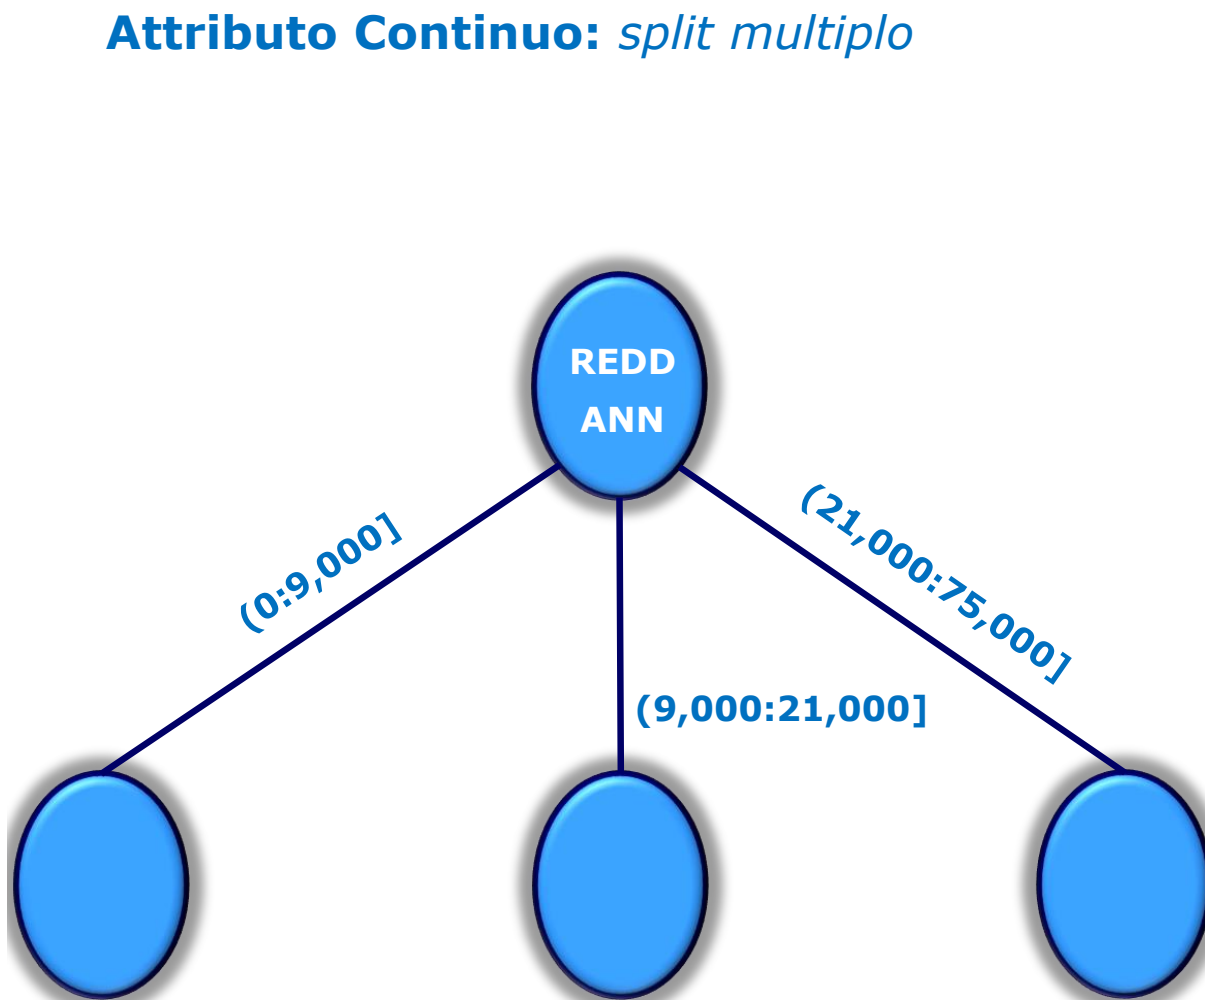 Attributo Continuo: split multiplo
REDD
ANN
(0:9,000]
(21,000:75,000]
(9,000:21,000]